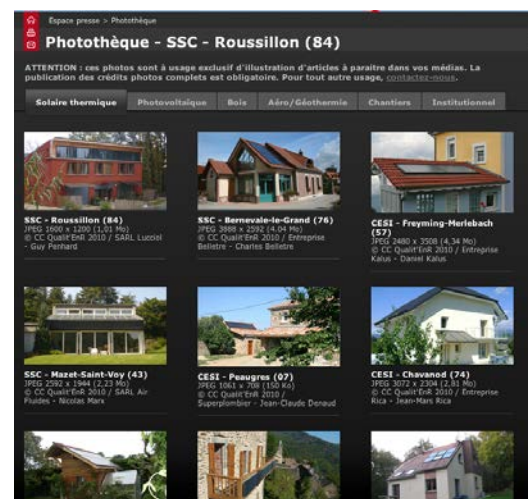 Espace presse > Photothèque
Photothèque - SSC - Roussillon (84)
ATTENTION : ces photos sont à usage exclusif d'illustration d'articles à paraitre dans vos médias. La
publication des crédits photos complets est obligatoire. Pour tout autre usage, contactez-nous.
Solaire thermique Photovoltaïque Bois Aéro/Géothermie Chantiers Institutionnel
SSC - Roussillon (84)
JPEG 1600 x 1200 (1,01 Mo)
© CC Qualit'EnR 2010 / SARL Lucciol
- Guy Penhard
SSC - Bernevale-le-Grand (76)
JPEG 3888 x 2592 (4.04 Mo)
© CC Qualit'EnR 2010 / Entreprise
Belletre - Charles Belletre
CESI - Freyming-Merlebach
(57)
JPEG 2480 x 3508 (4,34 Mo)
© CC Qualit'EnR 2010 / Entreprise
Kalus - Daniel Kalus
SSC - Mazet-Saint-Voy (43)
JPEG 2592 x 1944 (2,23 Mo)
© CC Qualit'EnR 2010 / SARL Air
Fluides - Nicolas Marx
CESI - Peaugres (07)
JPEG 1061 x 708 (150 Ko)
© CC Qualit'EnR 2010 /
Superplombier - Jean-Claude Denaud
CESI - Chavanod (74)
JPEG 3072 x 2304 (2,81 Mo)
© CC Qualit'EnR 2010 / Entreprise
Rica - Jean-Mars Rica